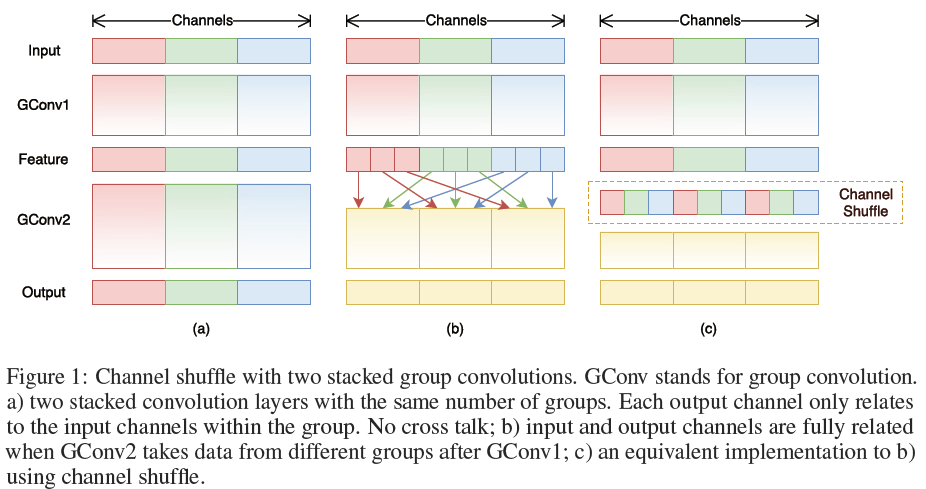 Channels Channels Channels
Input
GConv1
Feature
Channel
Shuffle
GConv2
Output
(a) (b) (c)
Figure 1: Channel shuffle with two stacked group convolutions. GConv stands for group convolution.
a) two stacked convolution layers with the same number of groups. Each output channel only relates
to the input channels within the group. No cross talk; b) input and output channels are fully related
when GConv2 takes data from different groups after GConv1; c) an equivalent implementation to b)
using channel shuffle.